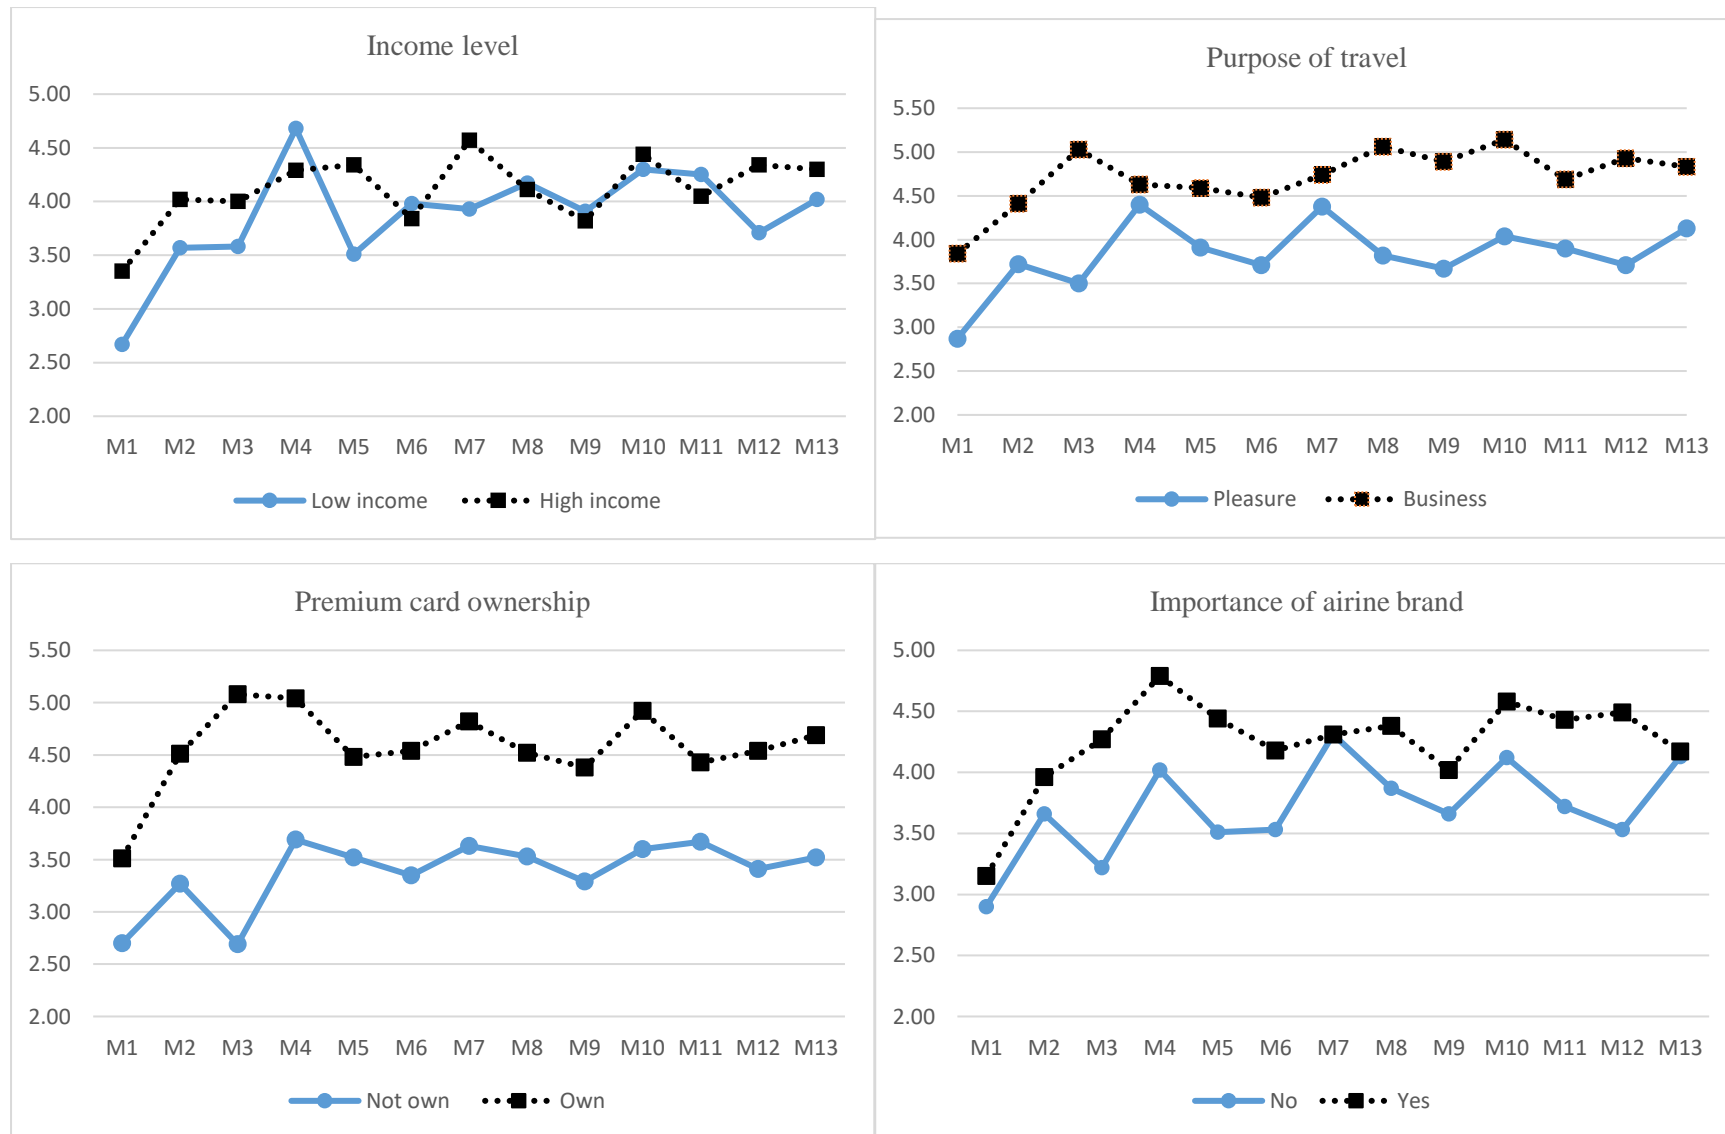 Income level
5.00
4.50
4.00
3.50
3.00
2.50
2.00
M1 M2 M3 M4 M5 M6 M7 M8 M9 M10 M11 M12 M13
Low income High income
Purpose of travel
5.50
5.00
4.50
4.00
3.50
3.00
2.50
2.00
M1 M2 M3 M4 M5 M6 M7 M8 M9 M10 M11 M12 M13
Pleasure Business
Premium card ownership
5.50
5.00
4.50
4.00
3.50
3.00
2.50
2.00
M1 M2 M3 M4 M5 M6 M7 M8 M9 M10 M11 M12 M13
Not own Own
Importance of airine brand
5.00
4.50
4.00
3.50
3.00
2.50
2.00
M1 M2 M3 M4 M5 M6 M7 M8 M9 M10 M11 M12 M13
No Yes